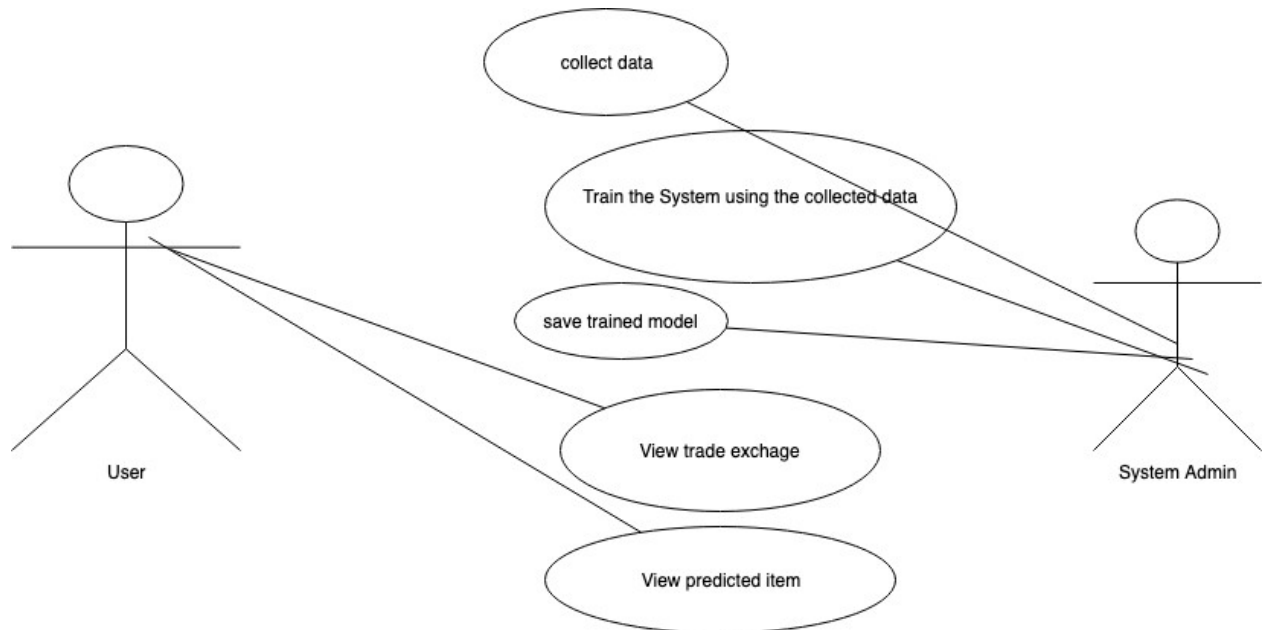 collect data
Train the System using the collected data
save trained model
View trade exchage
User
System Admin
View predicted item